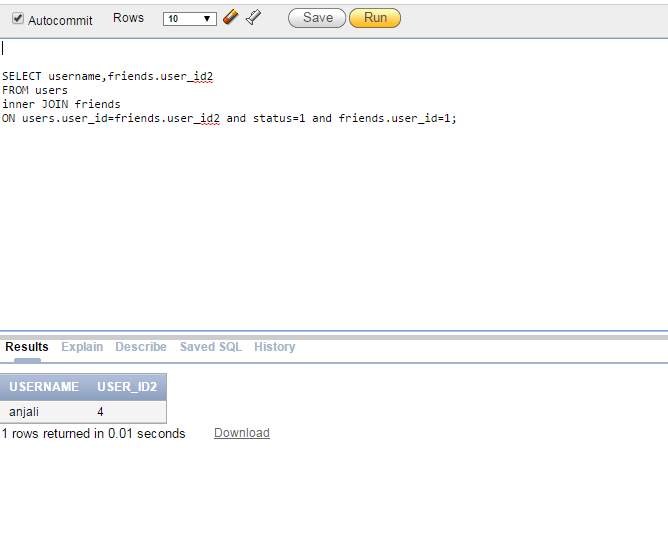 Autocommit Rows 10 Save Run
SELECT username,friends.user_id2
FROM users
inner JOIN friends
ON users.user_id=friends.user_id2 and status=1 and friends.user_id=1;
Results Explain Describe Saved SQL History
USERNAME USER_ID2
anjali 4
1 rows returned in 0.01 seconds Download